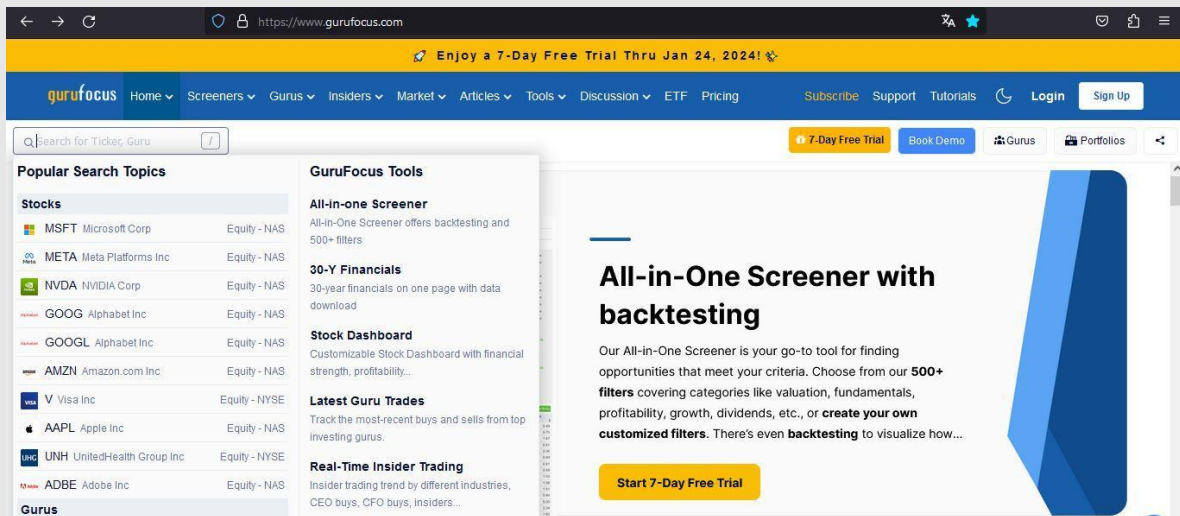 https://www.gurufocus.com
Enjoy a 7-Day Free Trial Thru Jan 24, 2024!
gurufocus Home Screeners Gurus Insiders Market Articles Tools Discussion ETF Pricing Subscribe Support Tutorials Login Sign Up
Search for Ticker, Guru /
7-Day Free Trial Book Demo Gurus Portfolios
Popular Search Topics
Stocks
MSFT Microsoft Corp Equity - NAS
META Meta Platforms Inc Equity - NAS
NVDA NVIDIA Corp Equity - NAS
GOOG Alphabet Inc Equity - NAS
GOOGL Alphabet Inc Equity - NAS
AMZN Amazon.com Inc Equity - NAS
V Visa Inc Equity - NYSE
AAPL Apple Inc Equity - NAS
UNH UnitedHealth Group Inc Equity - NYSE
ADBE Adobe Inc Equity - NAS
Gurus
GuruFocus Tools
All-in-one Screener
All-in-One Screener offers backtesting and
500+ filters
30-Y Financials
30-year financials on one page with data
download
Stock Dashboard
Customizable Stock Dashboard with financial
strength, profitability...
Latest Guru Trades
Track the most-recent buys and sells from top
investing gurus.
Real-Time Insider Trading
Insider trading trend by different industries,
CEO buys, CFO buys, insiders...
All-in-One Screener with
backtesting
Our All-in-One Screener is your go-to tool for finding
opportunities that meet your criteria. Choose from our 500+
filters covering categories like valuation, fundamentals,
profitability, growth, dividends, etc., or create your own
customized filters. There's even backtesting to visualize how...
Start 7-Day Free Trial